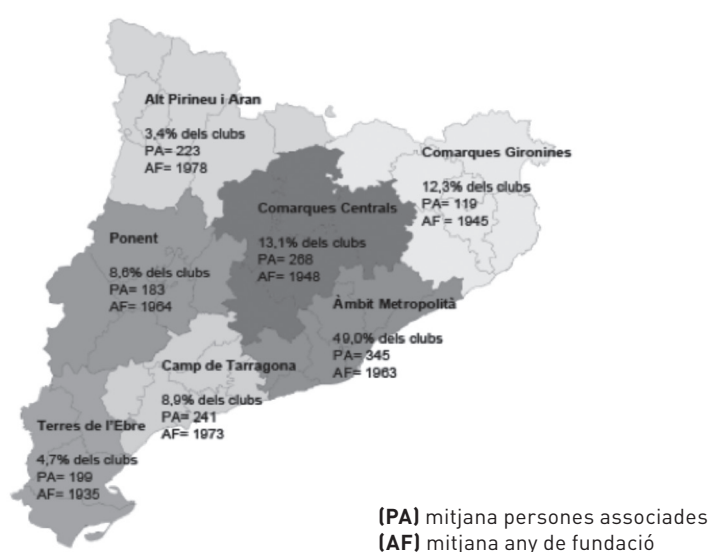 Alt Pirineu i Aran
3,4% dels clubs
PA= 223
AF= 1978
Comarques Gironines
12,3% dels clubs
PA= 119
AF = 1945
Comarques Centrals
13,1% dels clubs
PA= 268
AF= 1948
Ponent
8,6% dels clubs
PA= 183
AF= 1964
Àmbit Metropolità
49,0% dels clubs
PA= 345
AF= 1963
Camp de Tarragona
8,9% dels clubs
PA= 241
AF= 1973
Terres de l'Ebre
4,7% dels clubs
PA= 199
AF= 1935
(PA) mitjana persones associades
(AF) mitjana any de fundació